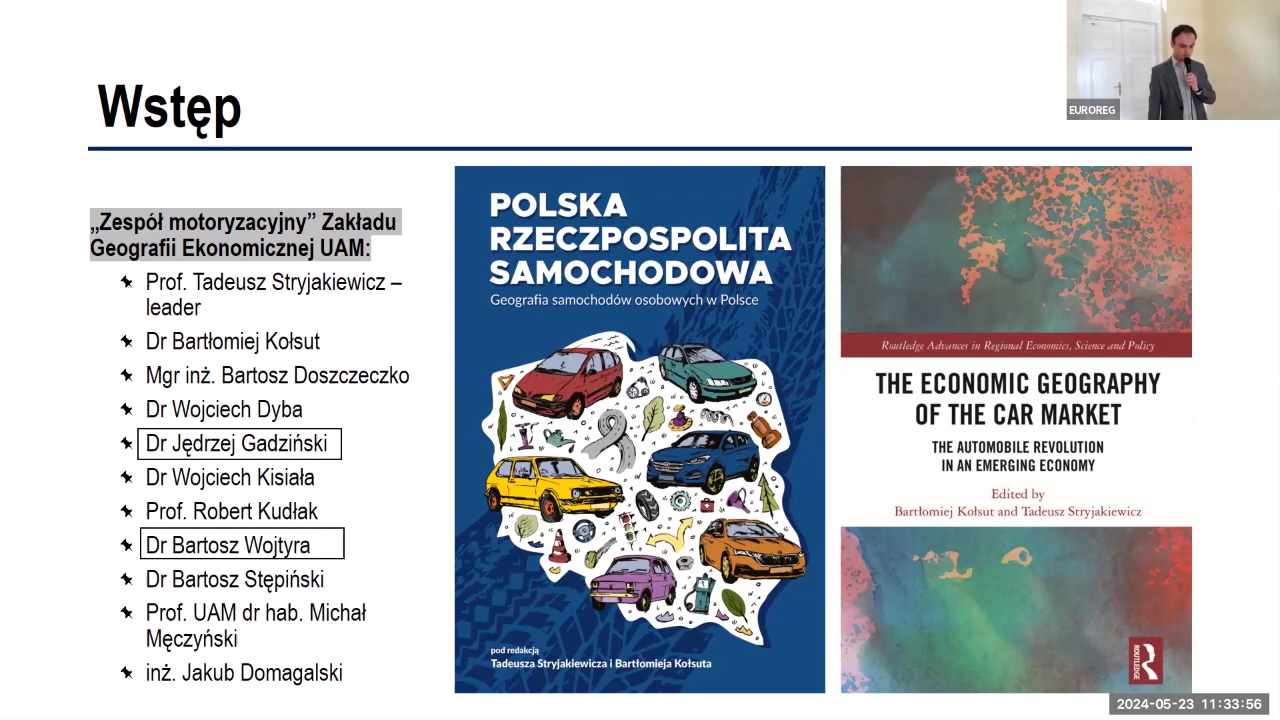 Wstęp
EUROREG
„Zespół motoryzacyjny” Zakładu
Geografii Ekonomicznej UAM:
Prof. Tadeusz Stryjakiewicz –
leader
Dr Bartłomiej Kołsut
Mgr inż. Bartosz Doszczeczko
Dr Wojciech Dyba
Dr Jędrzej Gadziński
Dr Wojciech Kisiała
Prof. Robert Kudłak
Dr Bartosz Wojtyra
Dr Bartosz Stępiński
Prof. UAM dr hab. Michał
Męczyński
inż. Jakub Domagalski
POLSKA
RZECZPOSPOLITA
SAMOCHODOWA
Geografia samochodów osobowych w Polsce
pod redakcją
Tadeusza Stryjakiewicza i Bartłomieja Kołsuta
Routledge Advances in Regional Economics, Science and Policy
THE ECONOMIC GEOGRAPHY
OF THE CAR MARKET
THE AUTOMOBILE REVOLUTION
IN AN EMERGING ECONOMY
Edited by
Bartłomiej Kołsut and Tadeusz Stryjakiewicz
ROUTLEDGE
2024-05-23 11:33:56